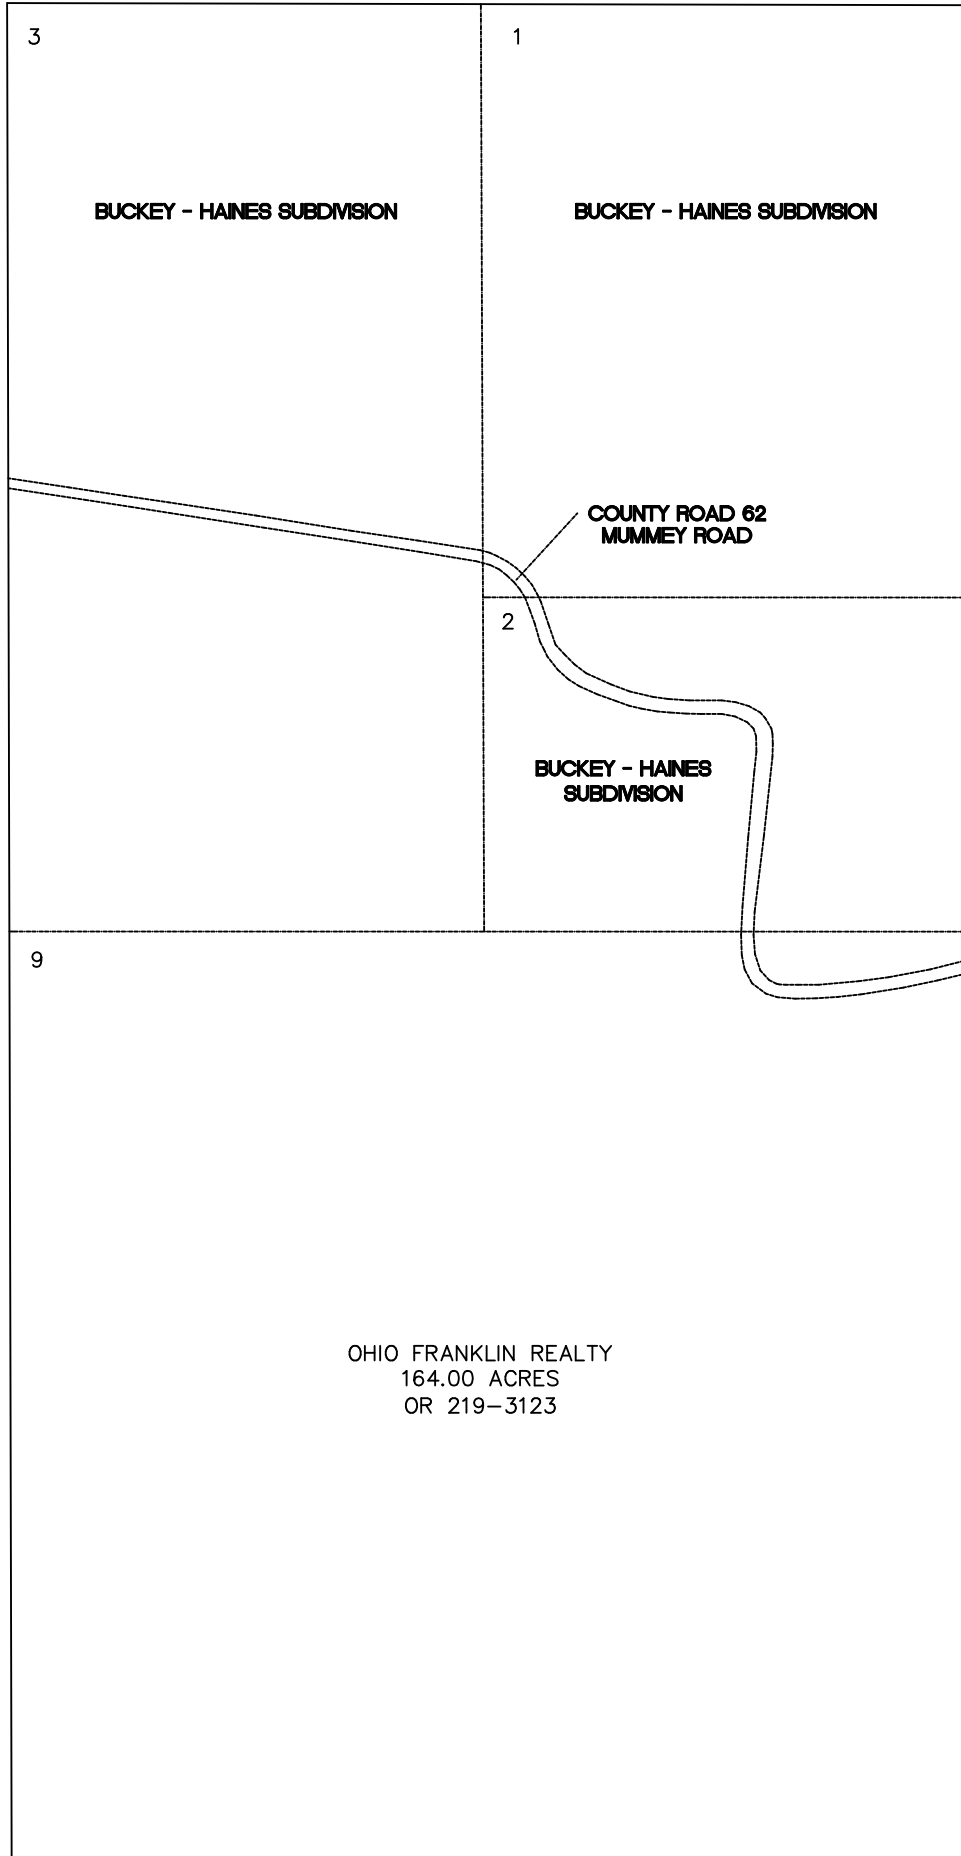 3
1
BUCKEY - HAINES SUBDIVISION
BUCKEY - HAINES SUBDIVISION
COUNTY ROAD 62
MUMMEY ROAD
2
BUCKEY - HAINES
SUBDIVISION
9
OHIO FRANKLIN REALTY
164.00 ACRES
OR 219-3123